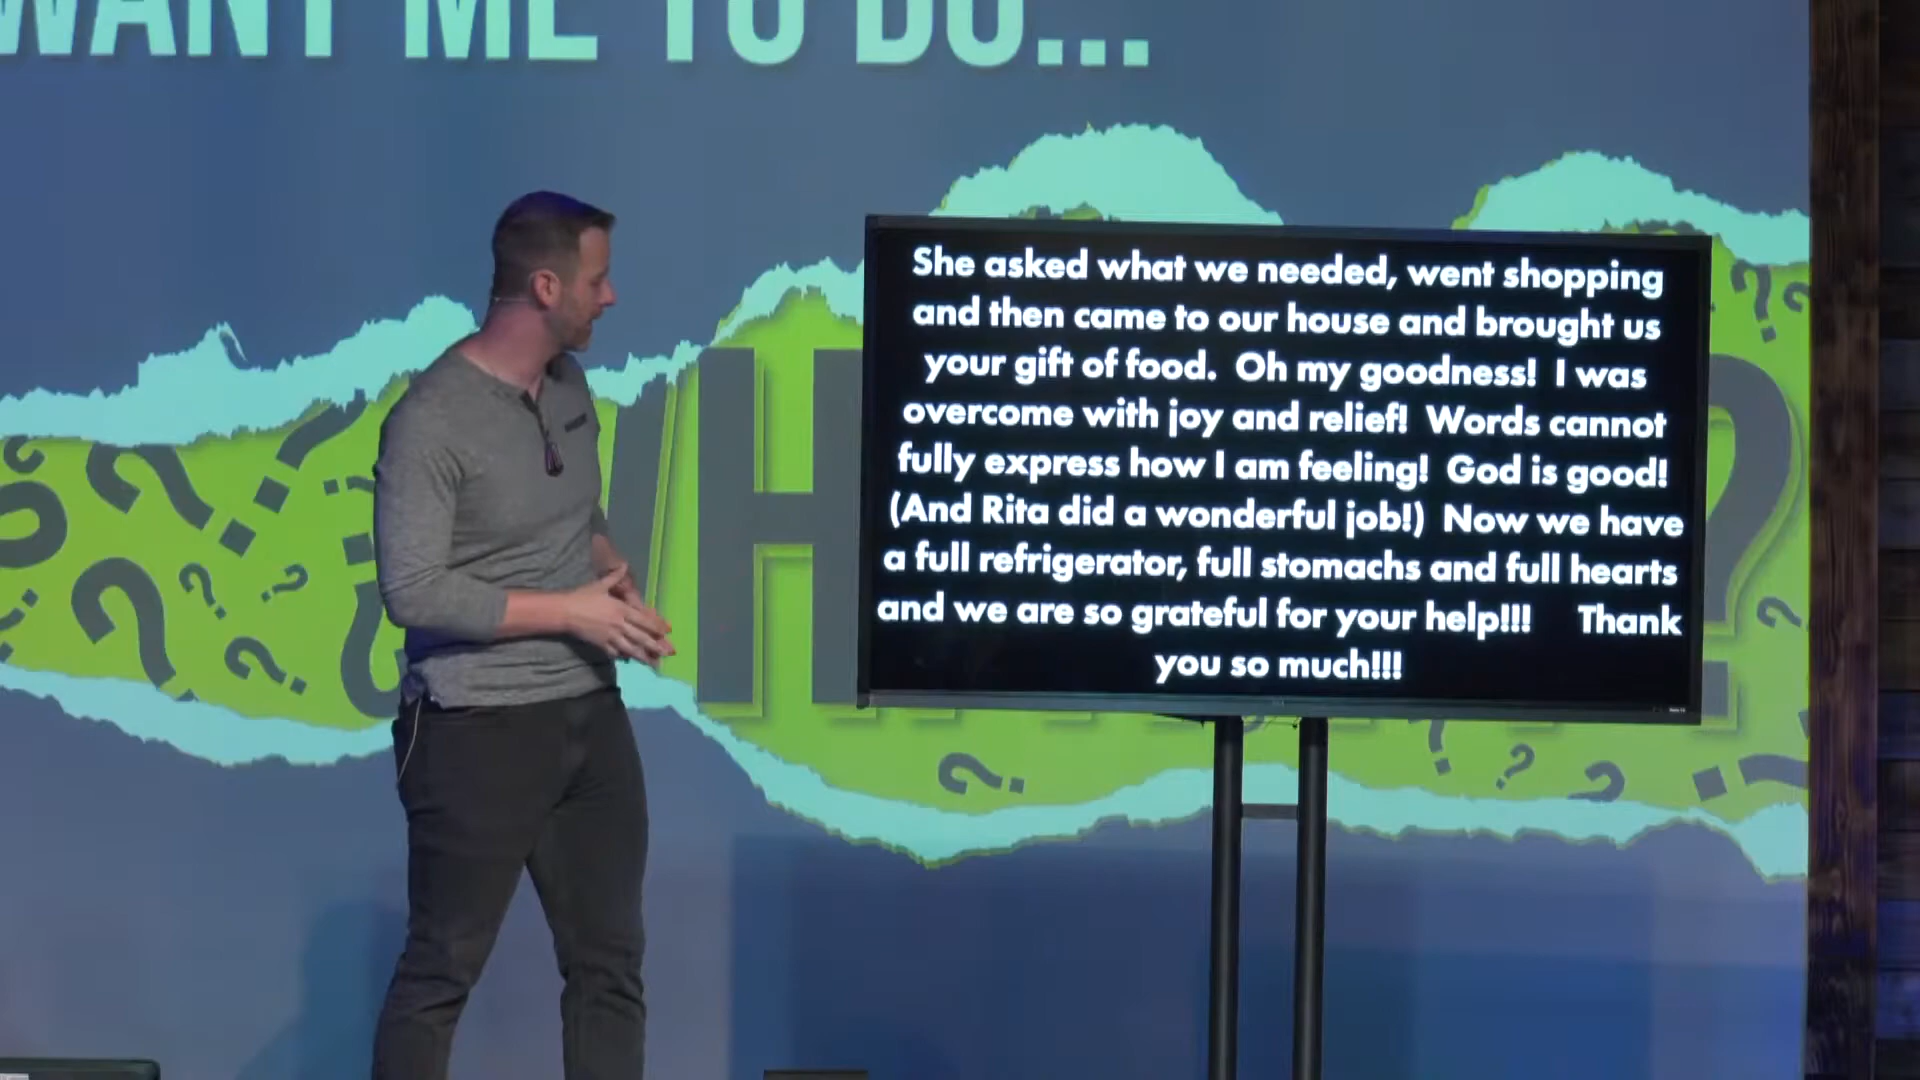 WANT ME TO DO...
She asked what we needed, went shopping
and then came to our house and brought us
your gift of food. Oh my goodness! I was
overcome with joy and relief! Words cannot
fully express how I am feeling! God is good!
(And Rita did a wonderful job!) Now we have
a full refrigerator, full stomachs and full hearts
and we are so grateful for your help!!! Thank
you so much!!!